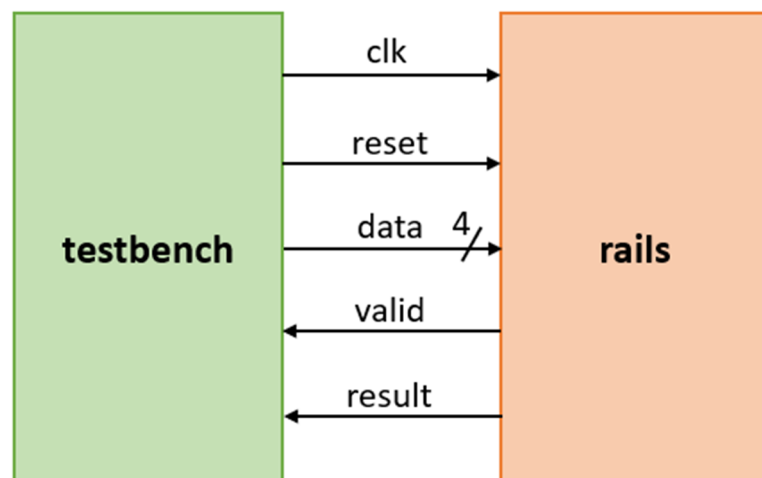 clk
reset
data 4
testbench
rails
valid
result